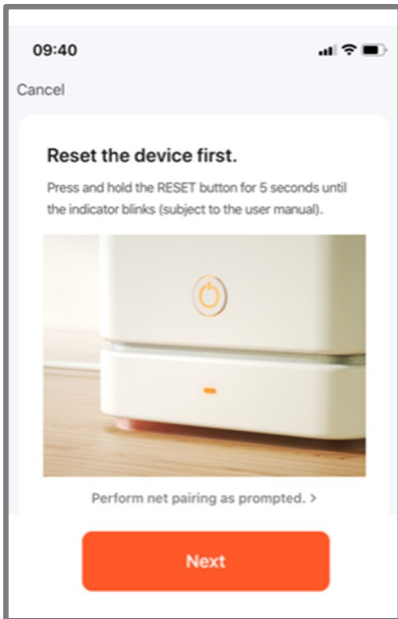 09:40
Cancel
Reset the device first.
Press and hold the RESET button for 5 seconds until
the indicator blinks (subject to the user manual).
Perform net pairing as prompted. >
Next